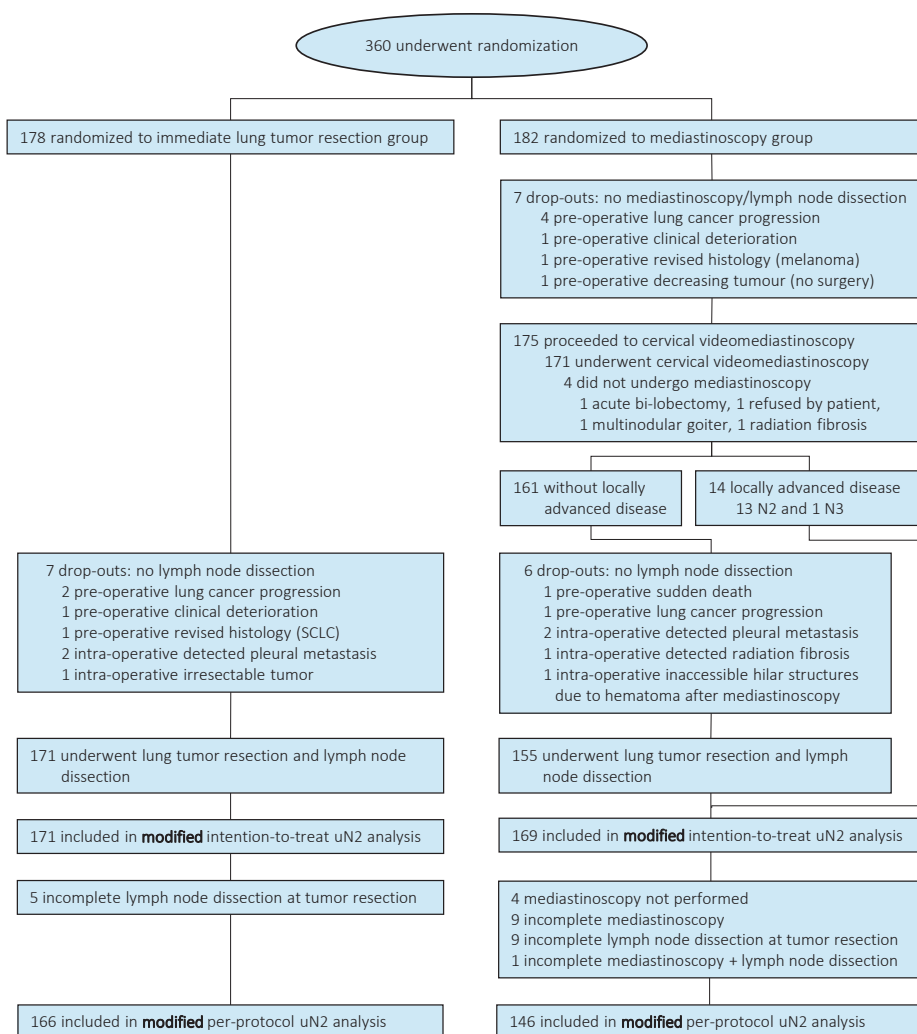 360 underwent randomization
178 randomized to immediate lung tumor resection group
182 randomized to mediastinoscopy group
7 drop-outs: no mediastinoscopy/lymph node dissection
4 pre-operative lung cancer progression
1 pre-operative clinical deterioration
1 pre-operative revised histology (melanoma)
1 pre-operative decreasing tumour (no surgery)
175 proceeded to cervical videomediastinoscopy
171 underwent cervical videomediastinoscopy
4 did not undergo mediastinoscopy
1 acute bi-lobectomy, 1 refused by patient,
1 multinodular goiter, 1 radiation fibrosis
161 without locally
advanced disease
14 locally advanced disease
13 N2 and 1 N3
7 drop-outs: no lymph node dissection
2 pre-operative lung cancer progression
1 pre-operative clinical deterioration
1 pre-operative revised histology (SCLC)
2 intra-operative detected pleural metastasis
1 intra-operative irresectable tumor
6 drop-outs: no lymph node dissection
1 pre-operative sudden death
1 pre-operative lung cancer progression
2 intra-operative detected pleural metastasis
1 intra-operative detected radiation fibrosis
1 intra-operative inaccessible hilar structures
due to hematoma after mediastinoscopy
171 underwent lung tumor resection and lymph node
dissection
155 underwent lung tumor resection and lymph
node dissection
171 included in modified intention-to-treat uN2 analysis
169 included in modified intention-to-treat uN2 analysis
5 incomplete lymph node dissection at tumor resection
4 mediastinoscopy not performed
9 incomplete mediastinoscopy
9 incomplete lymph node dissection at tumor resection
1 incomplete mediastinoscopy + lymph node dissection
166 included in modified per-protocol uN2 analysis
146 included in modified per-protocol uN2 analysis